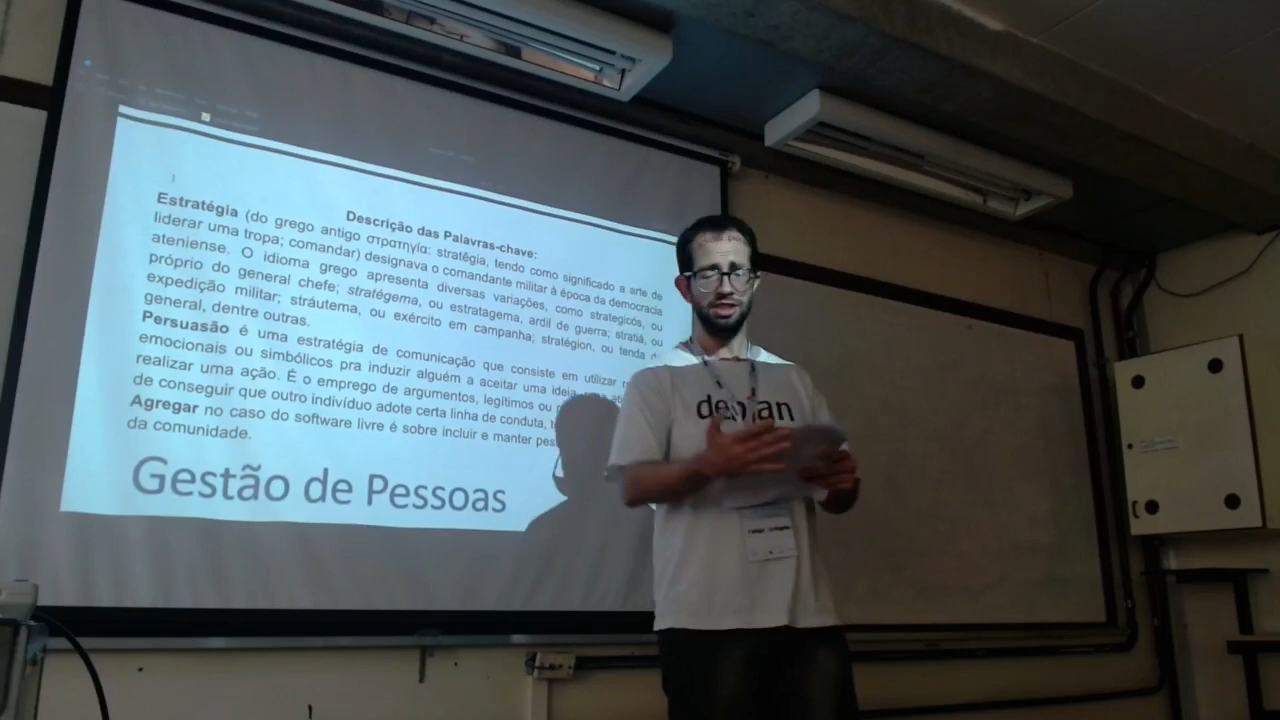 Descrição das Palavras-chave:
Estratégia (do grego antigo στρατηγία: stratégia, tendo como significado a arte de
liderar uma tropa; comandar) designava o comandante militar à época da democracia
ateniense. O idioma grego apresenta diversas variações, como strategicós, ou
próprio do general chefe; stratégema, ou estratagema, ardil de guerra; stratiá, ou
expedição militar; stráutema, ou exército em campanha; stratégion, ou tenda
general, dentre outras.
Persuasão é uma estratégia de comunicação que consiste em utilizar
emocionais ou simbólicos pra induzir alguém a aceitar uma ideia,
realizar uma ação. É o emprego de argumentos, legítimos ou
de conseguir que outro indivíduo adote certa linha de conduta,
Agregar no caso do software livre é sobre incluir e manter
da comunidade.
Gestão de Pessoas
debian